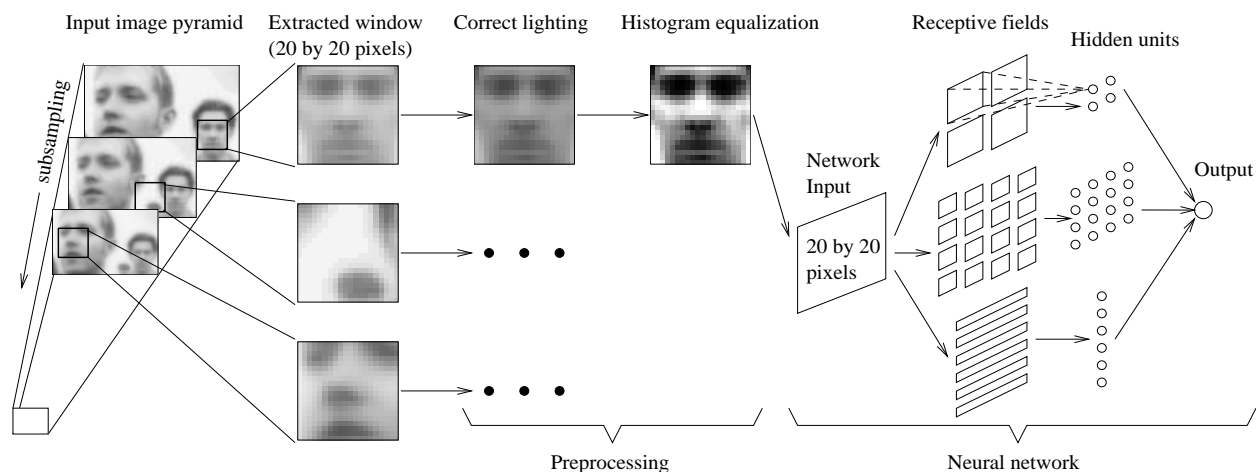 Input image pyramid
Extracted window
(20 by 20 pixels)
Correct lighting
Histogram equalization
Receptive fields
Hidden units
subsampling
Network
Input
20 by 20
pixels
Output
Preprocessing
Neural network